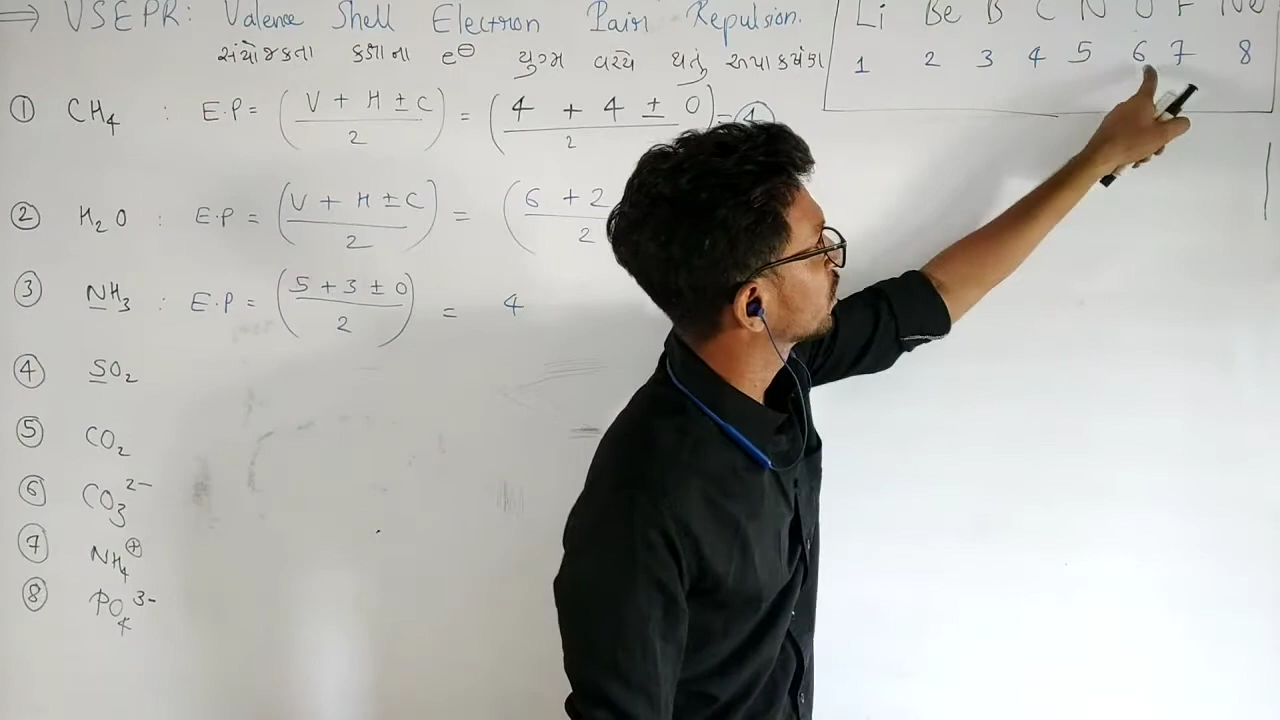 ⇒ VSEPR: Valence Shell Electron Pair Repulsion.
સંયોજકતા કક્ષાના e⊖ યુગ્મ વચ્ચે થતું અપાકર્ષણ
Li Be B C N O F Ne
1 2 3 4 5 6 7 8
① CH₄ : E.P = (V + H ± C / 2) = (4 + 4 ± 0 / 2) = ④
② H₂O : E.P = (V + H ± C / 2) = (6 + 2 / 2
③ NH₃ : E.P = (5 + 3 ± 0 / 2) = 4
④ SO₂
⑤ CO₂
⑥ CO₃²⁻
⑦ NH₄⊕
⑧ PO₄³⁻